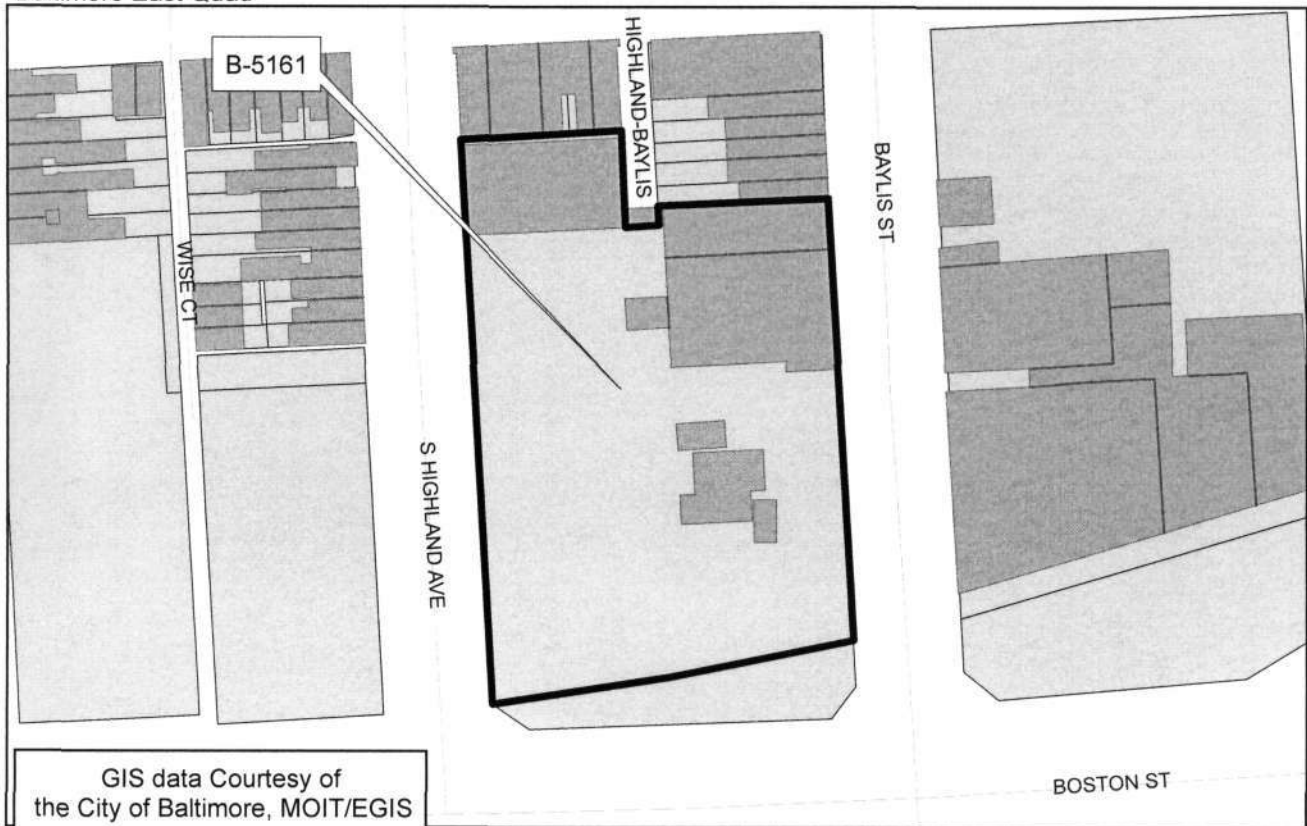 B-5161
HIGHLAND-BAYLIS
BAYLIS ST
WISE CT
S HIGHLAND AVE
GIS data Courtesy of
the City of Baltimore, MOIT/EGIS
BOSTON ST